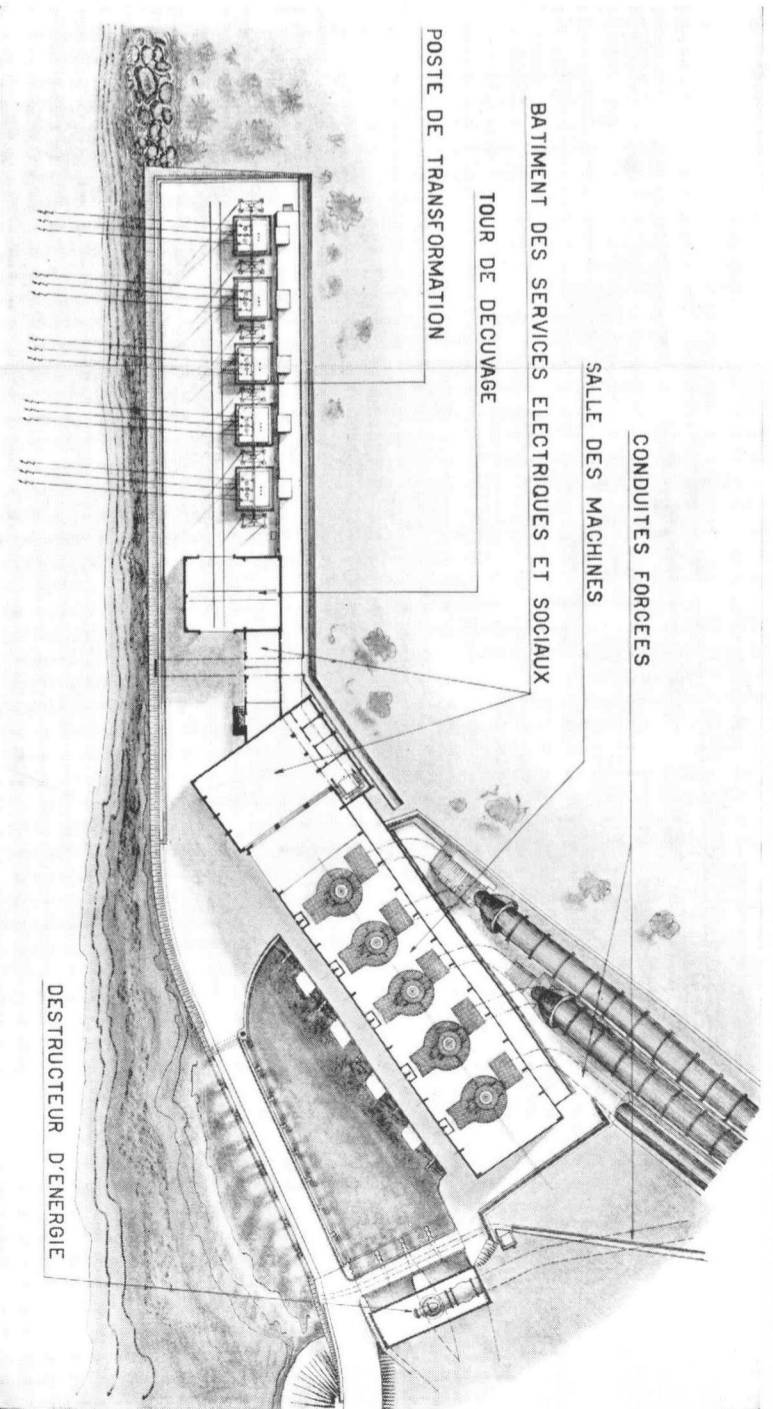 CONDUITES FORCEES
SALLE DES MACHINES
BATIMENT DES SERVICES ELECTRIQUES ET SOCIAUX
TOUR DE DECUVAGE
POSTE DE TRANSFORMATION
DESTRUCTEUR D'ENERGIE